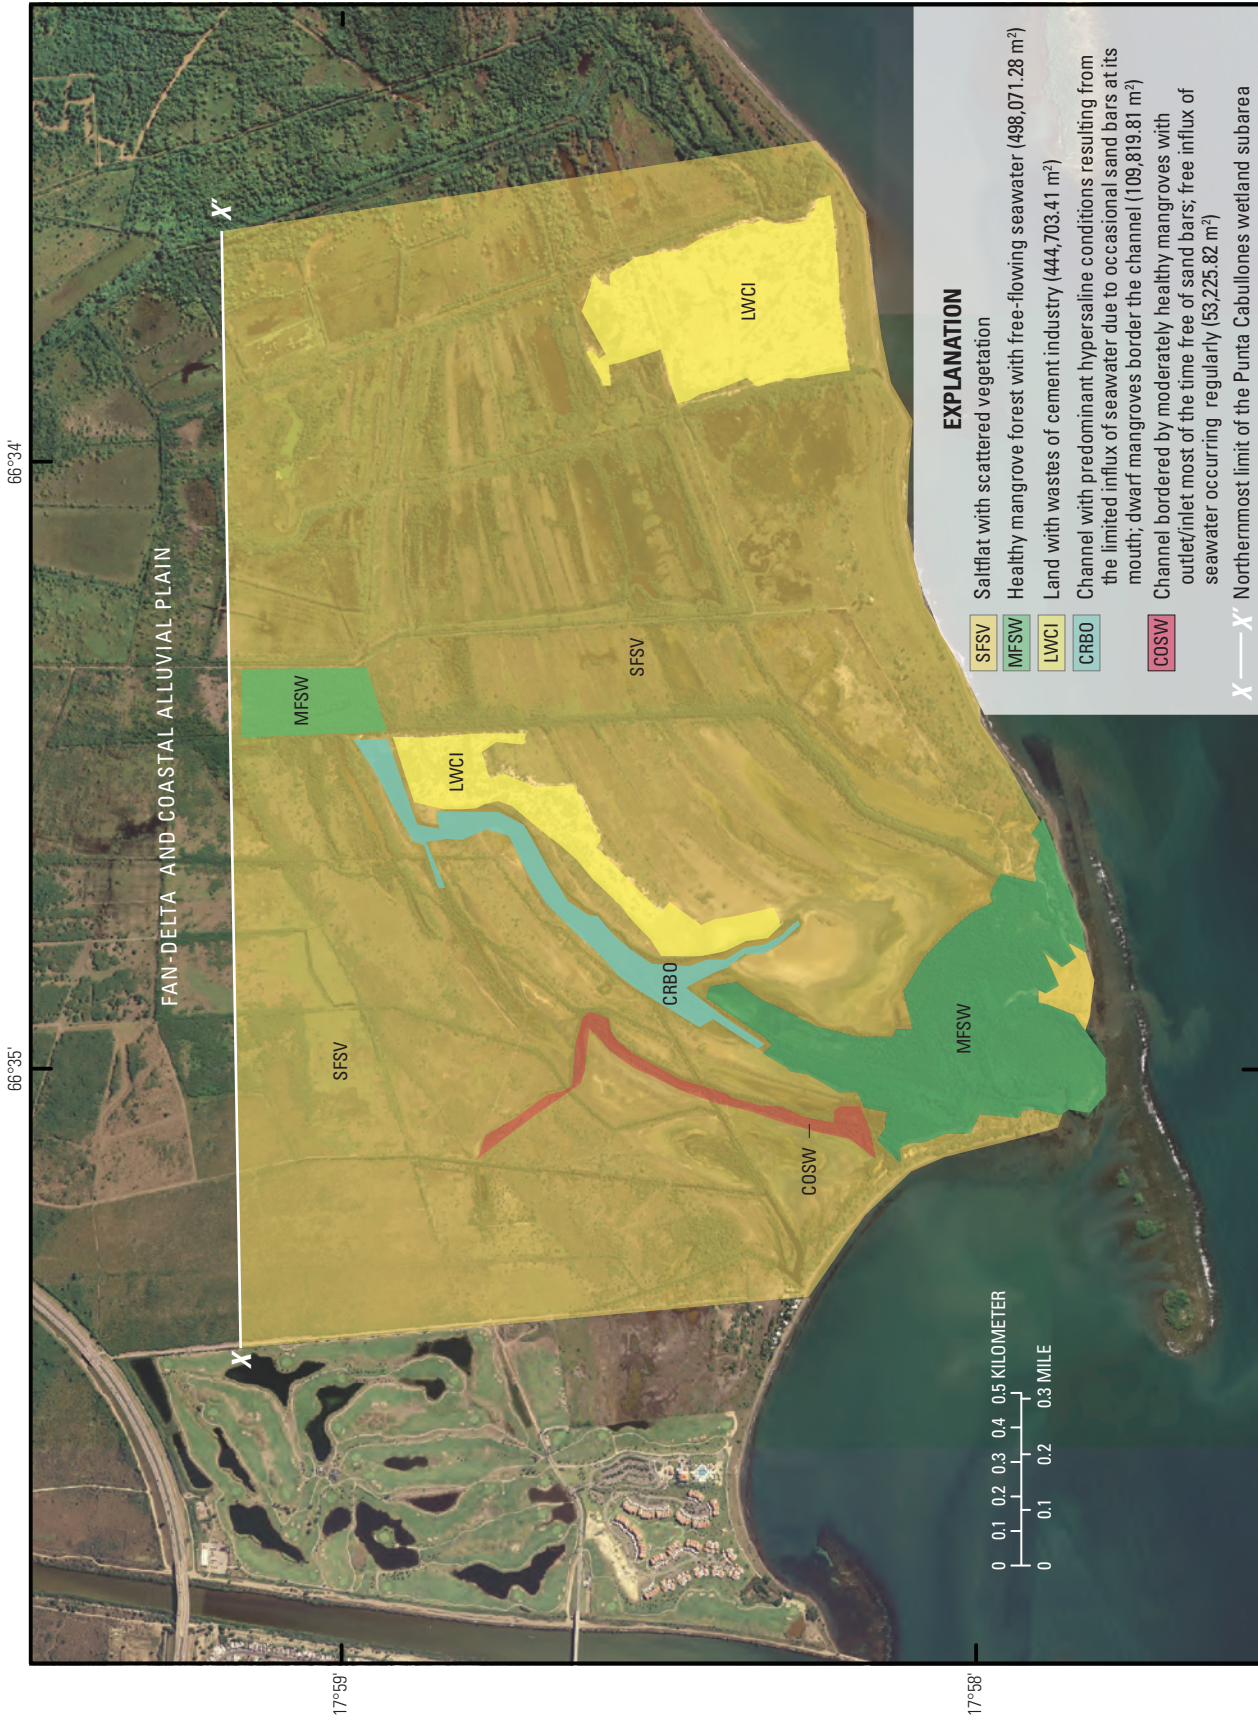 66°35'
66°34'
17°59'
17°58'
FAN-DELTA AND COASTAL ALLUVIAL PLAIN
X
X'
SFSV
MFSW
LWCI
SFSV
LWCI
CRBO
COSW
MFSW
0 0.1 0.2 0.3 0.4 0.5 KILOMETER
0 0.1 0.2 0.3 MILE
EXPLANATION
SFSV Saltflat with scattered vegetation
MFSW Healthy mangrove forest with free-flowing seawater (498,071.28 m²)
LWCI Land with wastes of cement industry (444,703.41 m²)
CRBO Channel with predominant hypersaline conditions resulting from
the limited influx of seawater due to occasional sand bars at its
mouth; dwarf mangroves border the channel (109,819.81 m²)
COSW Channel bordered by moderately healthy mangroves with
outlet/inlet most of the time free of sand bars; free influx of
seawater occurring regularly (53,225.82 m²)
X — X' Northernmost limit of the Punta Cabullones wetland subarea